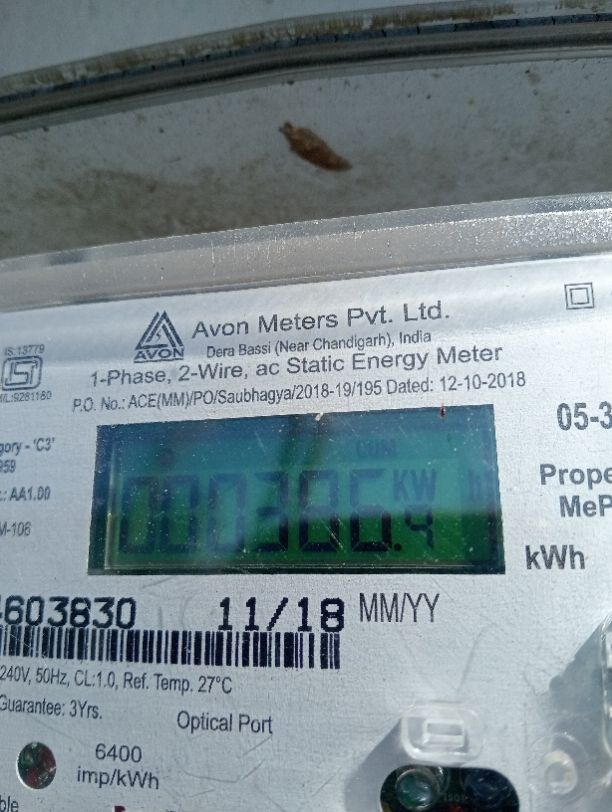 Avon Meters Pvt. Ltd.
AVON
Dera Bassi (Near Chandigarh), India
1-Phase, 2-Wire, ac Static Energy Meter
P.O. No.: ACE(MM)/PO/Saubhagya/2018-19/195 Dated: 12-10-2018
IS:13779
M/L:9281180
gory - 'C3'
959
.: AA1.00
M-106
05-3
Prope
MeP
CUM
000386.4 KW h
kWh
603830 11/18 MM/YY
240V, 50Hz, CL:1.0, Ref. Temp. 27°C
Guarantee: 3Yrs.
Optical Port
6400
imp/kWh
ble